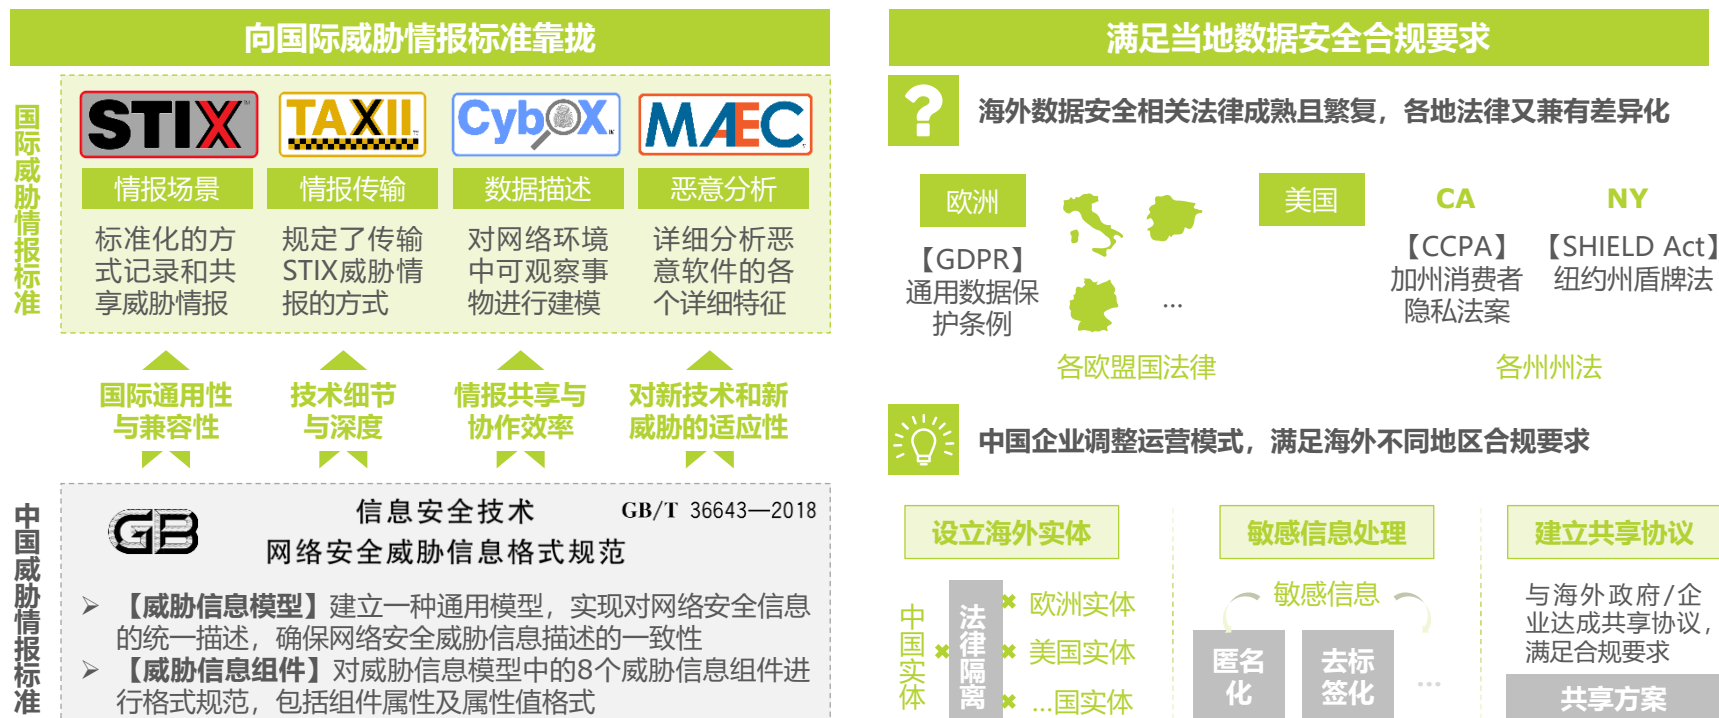 向国际威胁情报标准靠拢
国际威胁情报标准
STIX
TAXII
CybOX
MAEC
情报场景
情报传输
数据描述
恶意分析
标准化的方
式记录和共
享威胁情报
规定了传输
STIX威胁情
报的方式
对网络环境
中可观察事
物进行建模
详细分析恶
意软件的各
个详细特征
国际通用性
与兼容性
技术细节
与深度
情报共享与
协作效率
对新技术和新
威胁的适应性
中国威胁情报标准
GB
信息安全技术
GB/T 36643—2018
网络安全威胁信息格式规范
➢ 【威胁信息模型】建立一种通用模型，实现对网络安全信息
的统一描述，确保网络安全威胁信息描述的一致性
➢ 【威胁信息组件】对威胁信息模型中的8个威胁信息组件进
行格式规范，包括组件属性及属性值格式
满足当地数据安全合规要求
?
海外数据安全相关法律成熟且繁复，各地法律又兼有差异化
欧洲
【GDPR】
通用数据保
护条例
...
各欧盟国法律
美国
CA
【CCPA】
加州消费者
隐私法案
NY
【SHIELD Act】
纽约州盾牌法
各州州法
中国企业调整运营模式，满足海外不同地区合规要求
设立海外实体
中国实体
法律隔离
欧洲实体
美国实体
...国实体
敏感信息处理
敏感信息
匿名
化
去标
签化
...
建立共享协议
与海外政府/企
业达成共享协议，
满足合规要求
共享方案